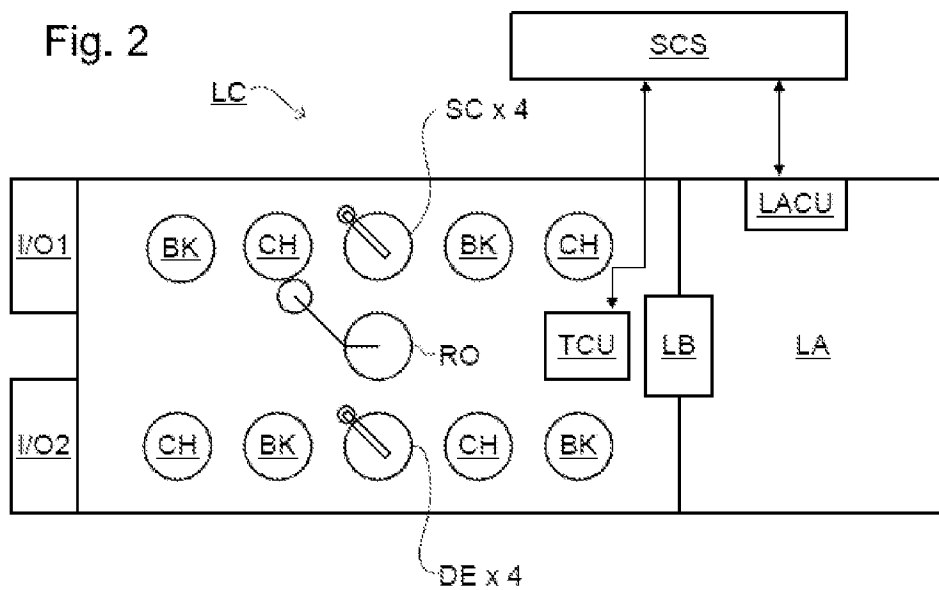 Fig. 2
SCS
LC
SC x 4
LACU
I/O1
BK
CH
BK
CH
RO
TCU
LB
LA
I/O2
CH
BK
CH
BK
DE x 4